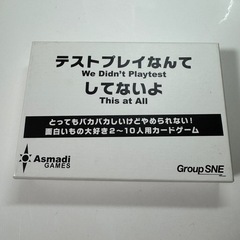 テストプレイなんて
We Didn't Playtest
してないよ
This at All
とってもバカバカしいけどやめられない!
面白いもの大好き2~10人用カードゲーム
Asmadi
GAMES
GroupSNE